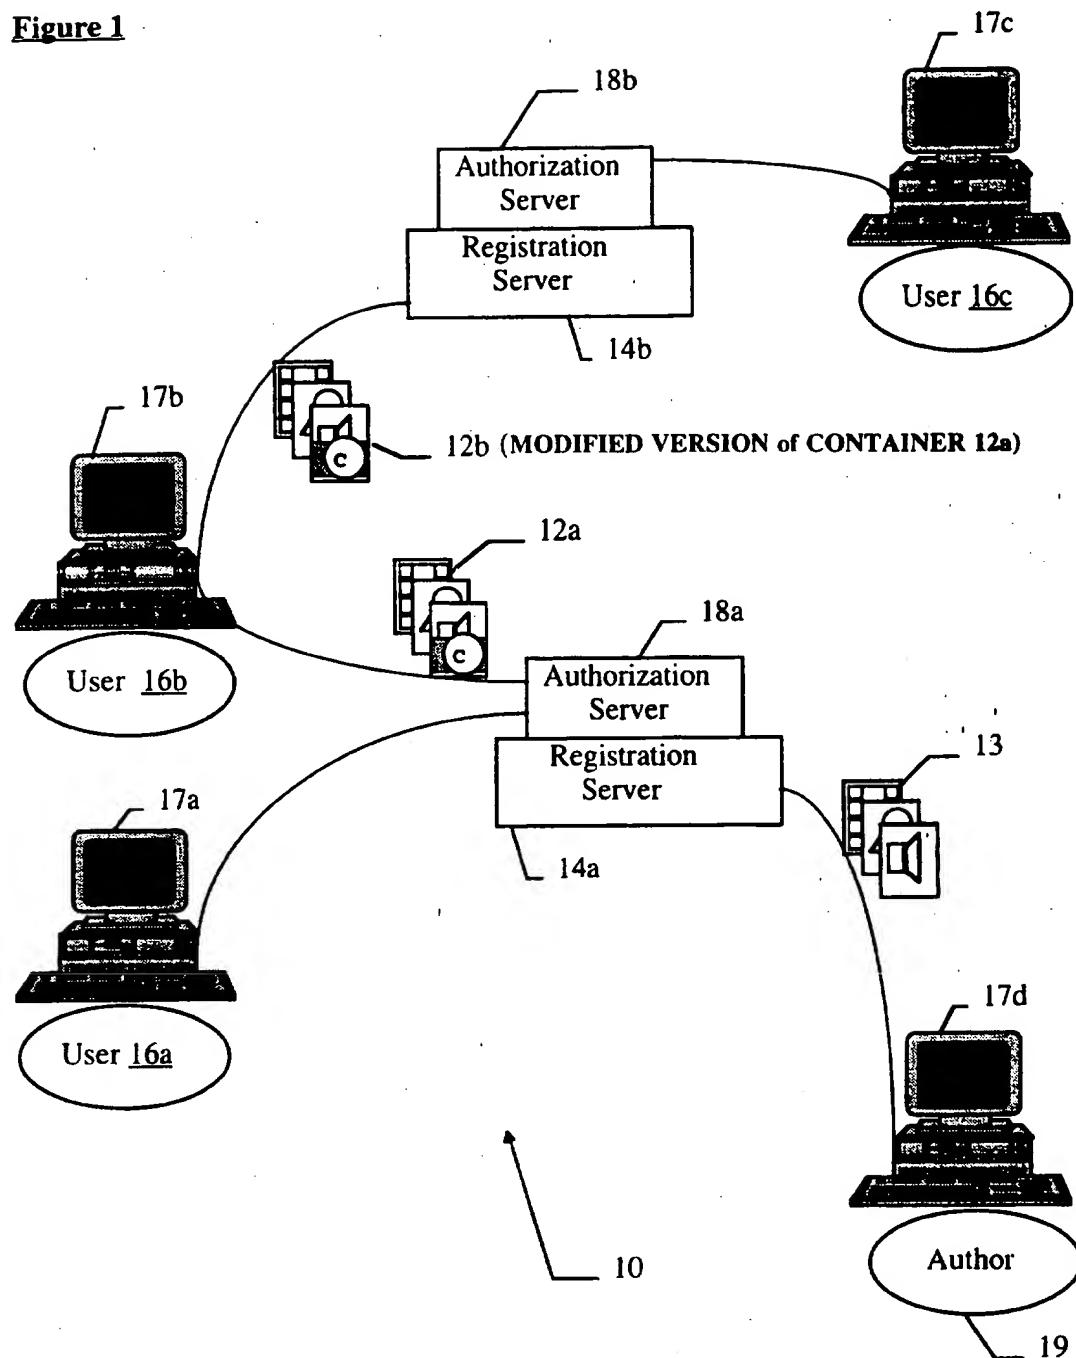 Figure 1
17c
18b
Authorization
Server
Registration
Server
User 16c
14b
17b
12b (MODIFIED VERSION of CONTAINER 12a)
C
12a
C
18a
User 16b
Authorization
Server
Registration
Server
13
17a
14a
17d
User 16a
10
Author
19